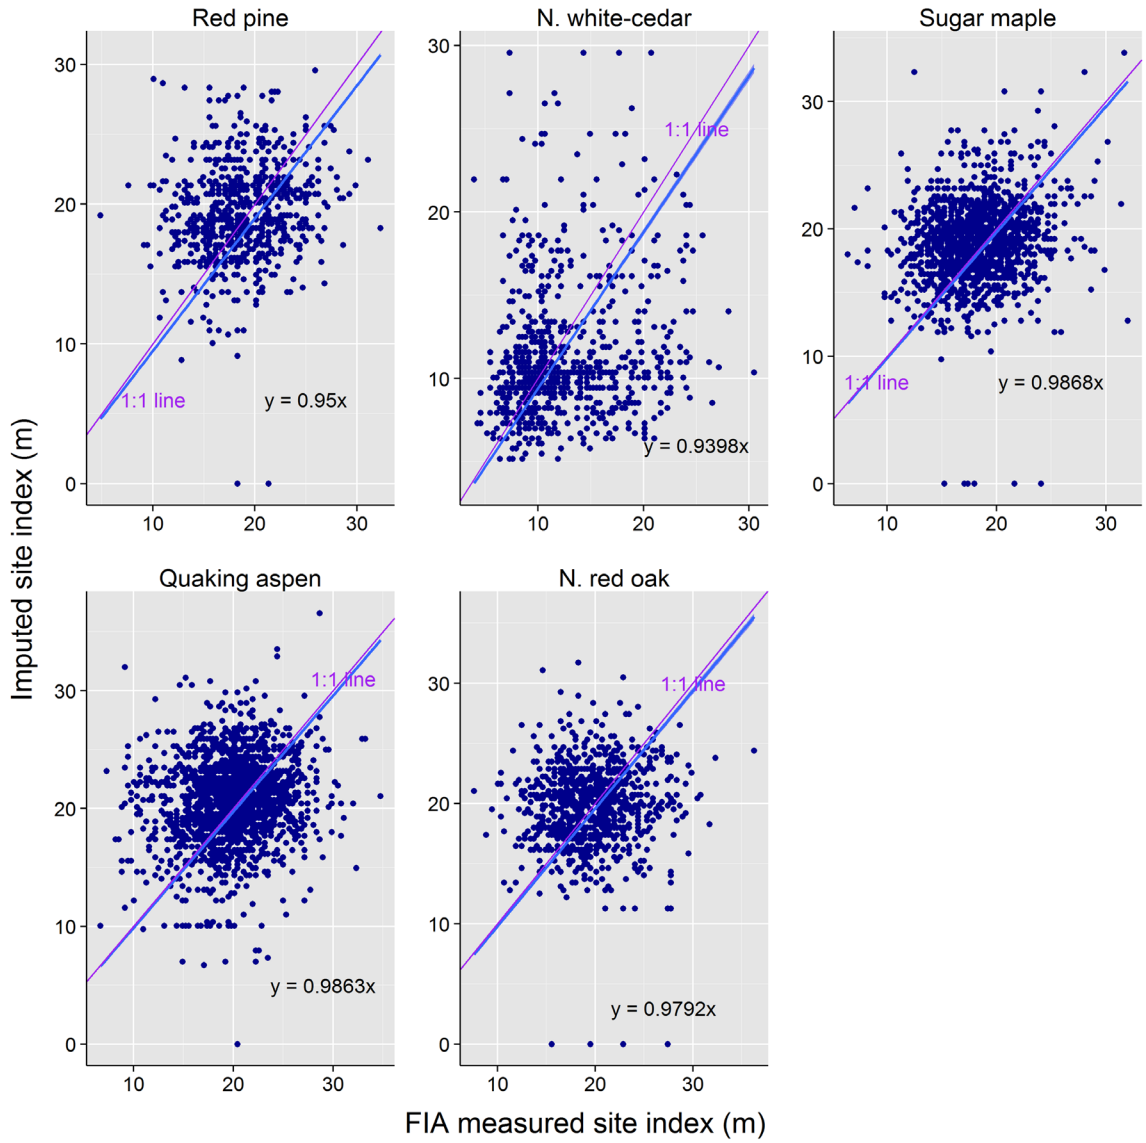 Red pine
N. white-cedar
Sugar maple
30
20
10
0
10
20
30
1:1 line
y = 0.95x
30
20
10
10
20
30
1:1 line
y = 0.9398x
30
20
10
0
10
20
30
1:1 line
y = 0.9868x
Imputed site index (m)
Quaking aspen
N. red oak
30
20
10
0
10
20
30
1:1 line
y = 0.9863x
30
20
10
0
10
20
30
1:1 line
y = 0.9792x
FIA measured site index (m)